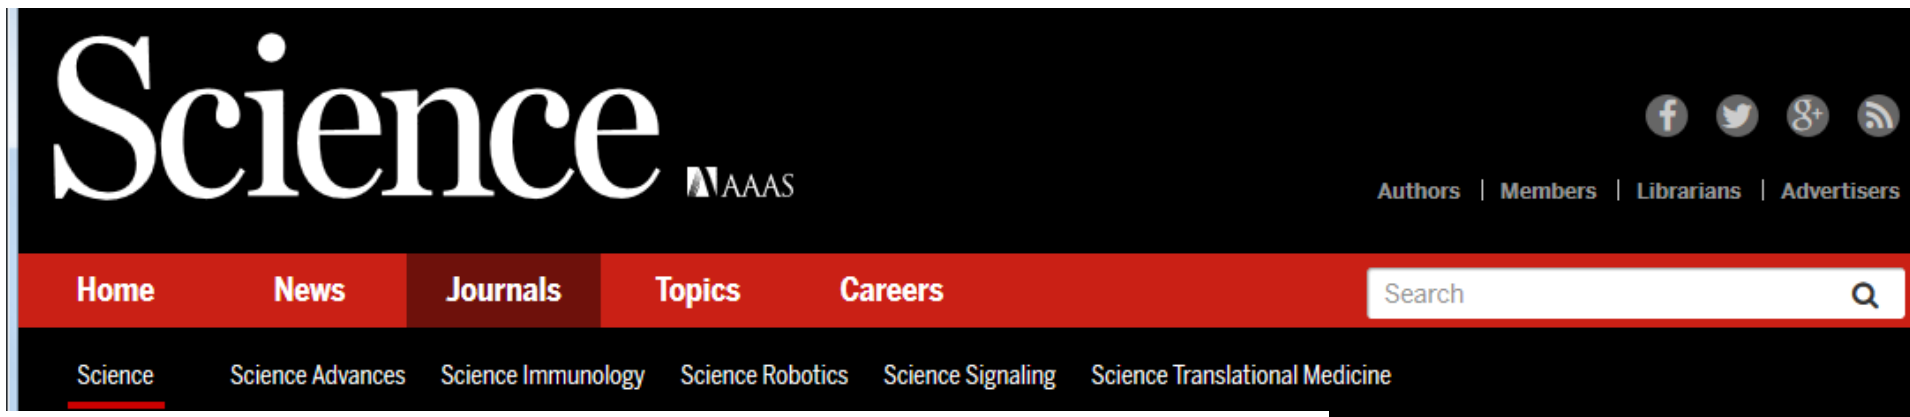 Science AAAS
Authors | Members | Librarians | Advertisers
Home News Journals Topics Careers Search
Science Science Advances Science Immunology Science Robotics Science Signaling Science Translational Medicine